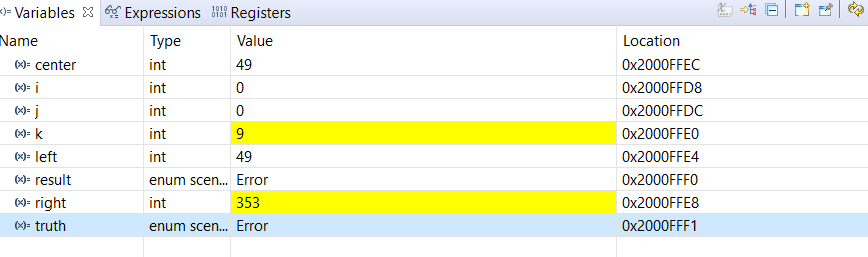 Variables Expressions Registers
Name Type Value Location
center int 49 0x2000FFEC
i int 0 0x2000FFD8
j int 0 0x2000FFDC
k int 9 0x2000FFE0
left int 49 0x2000FFE4
result enum scen... Error 0x2000FFF0
right int 353 0x2000FFE8
truth enum scen... Error 0x2000FFF1